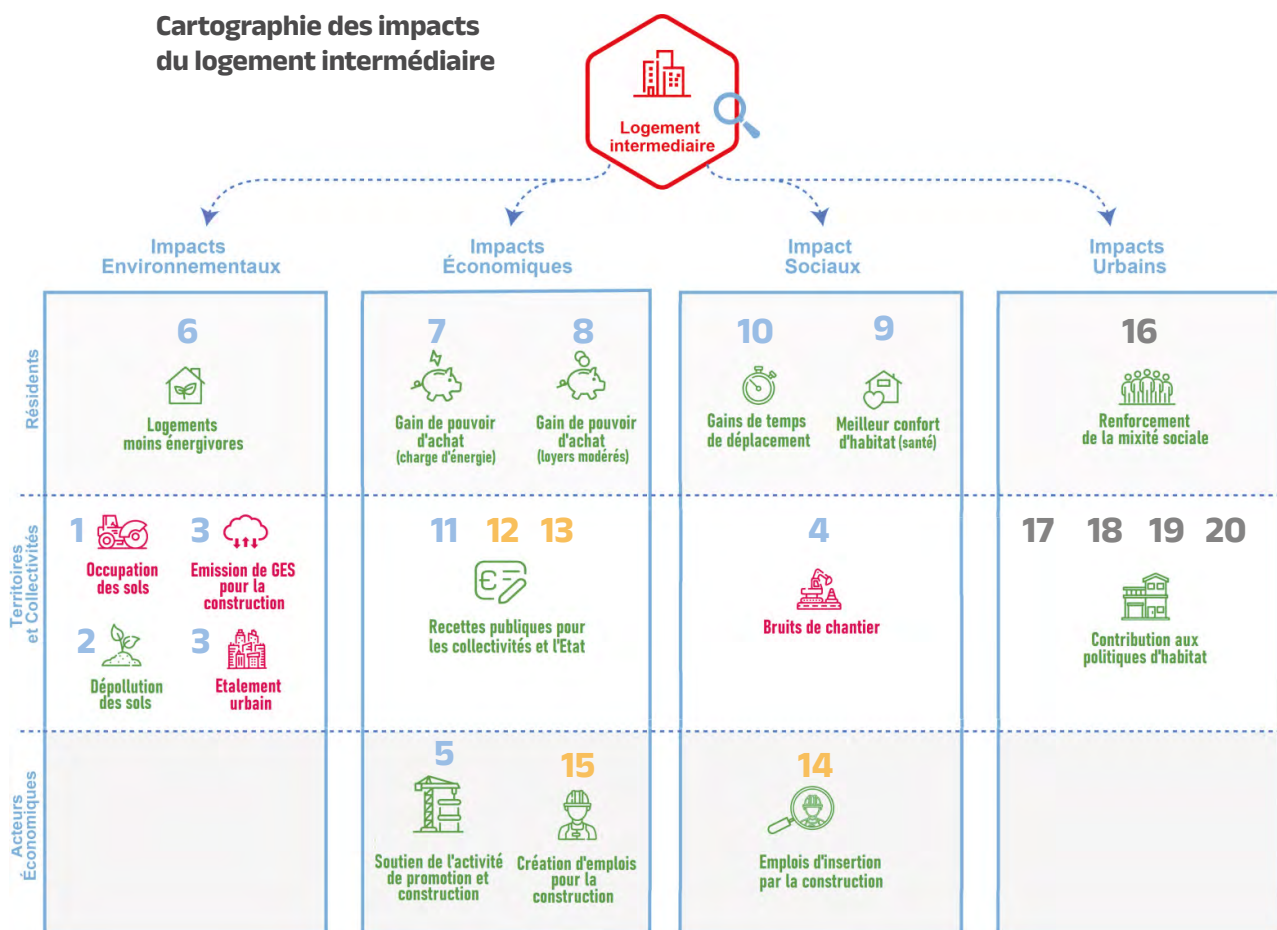 Cartographie des impacts
du logement intermédiaire
Logement
intermediaire
Impacts
Environnementaux
Impacts
Économiques
Impact
Sociaux
Impacts
Urbains
Résidents
6
Logements
moins énergivores
7
Gain de pouvoir
d'achat
(charge d'énergie)
8
Gain de pouvoir
d'achat
(loyers modérés)
10
Gains de temps
de déplacement
9
Meilleur confort
d'habitat (santé)
16
Renforcement
de la mixité sociale
Territoires
et Collectivités
1
Occupation
des sols
3
Emission de GES
pour la
construction
2
Dépollution
des sols
3
Etalement
urbain
11 12 13
€
Recettes publiques pour
les collectivités et l'Etat
4
Bruits de chantier
17 18 19 20
Contribution aux
politiques d'habitat
Acteurs
Économiques
5
Soutien de l'activité
de promotion et
construction
15
Création d'emplois
pour la
construction
14
Emplois d'insertion
par la construction